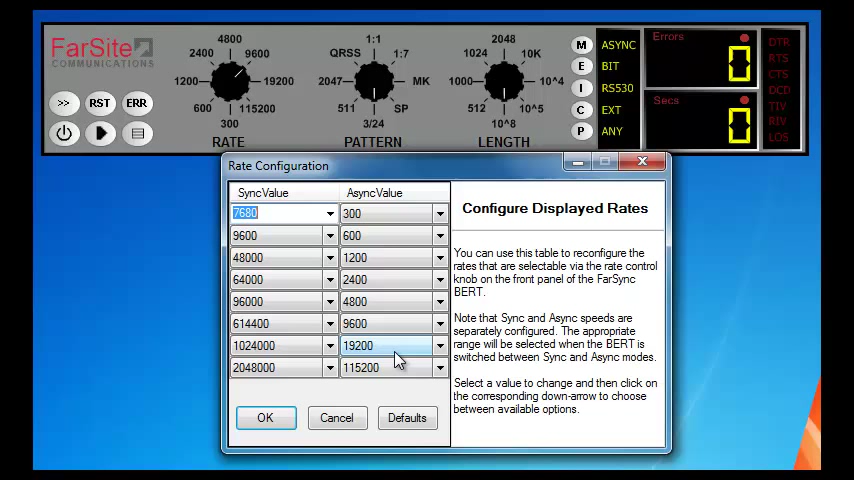 FarSite
COMMUNICATIONS
>> RST ERR
4800
2400 9600
1200 19200
600 115200
300
RATE
1:1
QRSS 1:7
2047 MK
511 SP
3/24
PATTERN
2048
1024 10K
1000 10^4
512 10^5
10^8
LENGTH
M ASYNC
E BIT
I RS530
C EXT
P ANY
Errors
0
Secs
0
DTR
RTS
CTS
DCD
TIV
RIV
LOS
Rate Configuration
SyncValue AsyncValue
7680 300
9600 600
48000 1200
64000 2400
96000 4800
614400 9600
1024000 19200
2048000 115200
OK Cancel Defaults
Configure Displayed Rates
You can use this table to reconfigure the
rates that are selectable via the rate control
knob on the front panel of the FarSync
BERT.
Note that Sync and Async speeds are
separately configured. The appropriate
range will be selected when the BERT is
switched between Sync and Async modes.
Select a value to change and then click on
the corresponding down-arrow to choose
between available options.